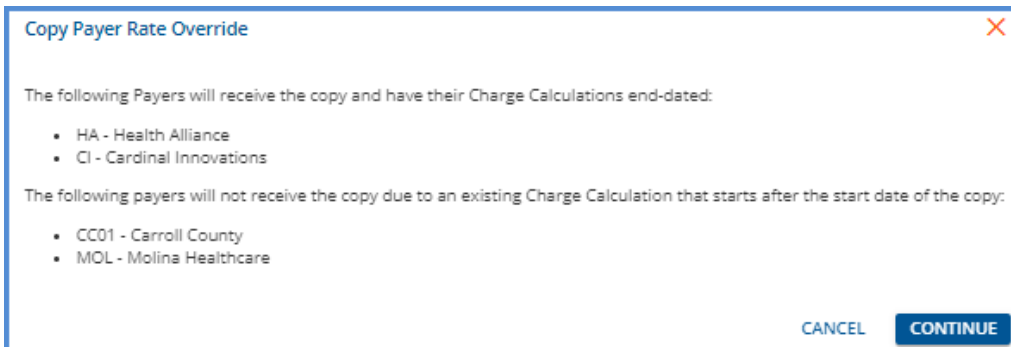 Copy Payer Rate Override
The following Payers will receive the copy and have their Charge Calculations end-dated:
• HA - Health Alliance
• CI - Cardinal Innovations
The following payers will not receive the copy due to an existing Charge Calculation that starts after the start date of the copy:
• CC01 - Carroll County
• MOL - Molina Healthcare
CANCEL CONTINUE